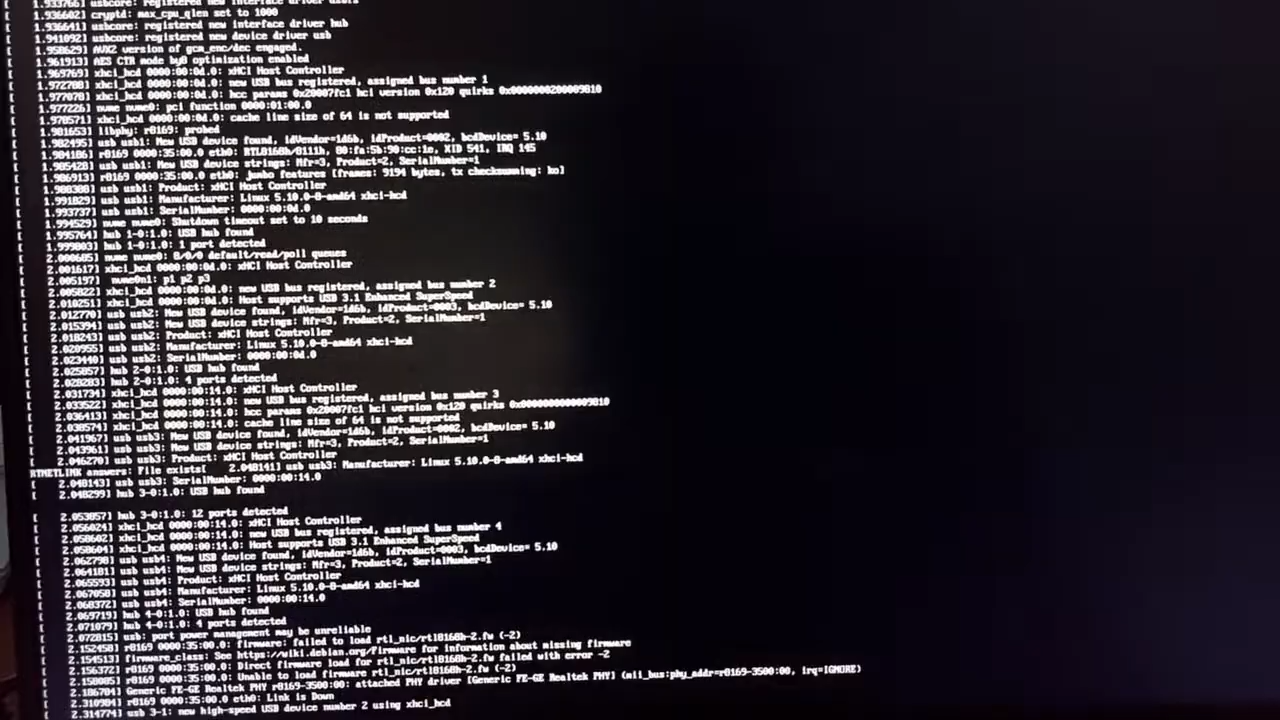 1.933766] usbcore: registered new interface driver usbfs
[    1.936602] cryptd: max_cpu_qlen set to 1000
[    1.936641] usbcore: registered new interface driver hub
[    1.941092] usbcore: registered new device driver usb
[    1.958629] AVX2 version of gcm_enc/dec engaged.
[    1.961913] AES CTR mode by8 optimization enabled
[    1.969769] xhci_hcd 0000:00:0d.0: xHCI Host Controller
[    1.972788] xhci_hcd 0000:00:0d.0: new USB bus registered, assigned bus number 1
[    1.977078] xhci_hcd 0000:00:0d.0: hcc params 0x20007fc1 hci version 0x120 quirks 0x0000000200009810
[    1.977226] nvme nvme0: pci function 0000:01:00.0
[    1.978571] xhci_hcd 0000:00:0d.0: cache line size of 64 is not supported
[    1.981653] libphy: r8169: probed
[    1.982495] usb usb1: New USB device found, idVendor=1d6b, idProduct=0002, bcdDevice= 5.10
[    1.984186] r8169 0000:35:00.0 eth0: RTL8168h/8111h, 80:fa:5b:90:cc:1e, XID 541, IRQ 145
[    1.985428] usb usb1: New USB device strings: Mfr=3, Product=2, SerialNumber=1
[    1.986913] r8169 0000:35:00.0 eth0: jumbo features [frames: 9194 bytes, tx checksumming: ko]
[    1.988308] usb usb1: Product: xHCI Host Controller
[    1.991829] usb usb1: Manufacturer: Linux 5.10.0-8-amd64 xhci-hcd
[    1.993737] usb usb1: SerialNumber: 0000:00:0d.0
[    1.994529] nvme nvme0: Shutdown timeout set to 10 seconds
[    1.995764] hub 1-0:1.0: USB hub found
[    1.999803] hub 1-0:1.0: 1 port detected
[    2.000685] nvme nvme0: 8/0/0 default/read/poll queues
[    2.001617] xhci_hcd 0000:00:0d.0: xHCI Host Controller
[    2.005197]  nvme0n1: p1 p2 p3
[    2.005822] xhci_hcd 0000:00:0d.0: new USB bus registered, assigned bus number 2
[    2.010251] xhci_hcd 0000:00:0d.0: Host supports USB 3.1 Enhanced SuperSpeed
[    2.012770] usb usb2: New USB device found, idVendor=1d6b, idProduct=0003, bcdDevice= 5.10
[    2.015394] usb usb2: New USB device strings: Mfr=3, Product=2, SerialNumber=1
[    2.018243] usb usb2: Product: xHCI Host Controller
[    2.020955] usb usb2: Manufacturer: Linux 5.10.0-8-amd64 xhci-hcd
[    2.023440] usb usb2: SerialNumber: 0000:00:0d.0
[    2.025857] hub 2-0:1.0: USB hub found
[    2.028283] hub 2-0:1.0: 4 ports detected
[    2.031734] xhci_hcd 0000:00:14.0: xHCI Host Controller
[    2.033522] xhci_hcd 0000:00:14.0: new USB bus registered, assigned bus number 3
[    2.036413] xhci_hcd 0000:00:14.0: hcc params 0x20007fc1 hci version 0x120 quirks 0x0000000000009810
[    2.038574] xhci_hcd 0000:00:14.0: cache line size of 64 is not supported
[    2.041967] usb usb3: New USB device found, idVendor=1d6b, idProduct=0002, bcdDevice= 5.10
[    2.043961] usb usb3: New USB device strings: Mfr=3, Product=2, SerialNumber=1
[    2.046270] usb usb3: Product: xHCI Host Controller
RTNETLINK answers: File exists[    2.048141] usb usb3: Manufacturer: Linux 5.10.0-8-amd64 xhci-hcd
[    2.048143] usb usb3: SerialNumber: 0000:00:14.0
[    2.048299] hub 3-0:1.0: USB hub found
[    2.053857] hub 3-0:1.0: 12 ports detected
[    2.056024] xhci_hcd 0000:00:14.0: xHCI Host Controller
[    2.058602] xhci_hcd 0000:00:14.0: new USB bus registered, assigned bus number 4
[    2.058604] xhci_hcd 0000:00:14.0: Host supports USB 3.1 Enhanced SuperSpeed
[    2.062798] usb usb4: New USB device found, idVendor=1d6b, idProduct=0003, bcdDevice= 5.10
[    2.064181] usb usb4: New USB device strings: Mfr=3, Product=2, SerialNumber=1
[    2.065593] usb usb4: Product: xHCI Host Controller
[    2.067058] usb usb4: Manufacturer: Linux 5.10.0-8-amd64 xhci-hcd
[    2.068372] usb usb4: SerialNumber: 0000:00:14.0
[    2.069719] hub 4-0:1.0: USB hub found
[    2.071079] hub 4-0:1.0: 4 ports detected
[    2.072815] usb: port power management may be unreliable
[    2.152458] r8169 0000:35:00.0: firmware: failed to load rtl_nic/rtl8168h-2.fw (-2)
[    2.154513] firmware_class: See https://wiki.debian.org/Firmware for information about missing firmware
[    2.156372] r8169 0000:35:00.0: Direct firmware load for rtl_nic/rtl8168h-2.fw failed with error -2
[    2.158085] r8169 0000:35:00.0: Unable to load firmware rtl_nic/rtl8168h-2.fw (-2)
[    2.186704] Generic FE-GE Realtek PHY r8169-3500:00: attached PHY driver [Generic FE-GE Realtek PHY] (mii_bus:phy_addr=r8169-3500:00, irq=IGNORE)
[    2.310984] r8169 0000:35:00.0 eth0: Link is Down
[    2.314774] usb 3-1: new high-speed USB device number 2 using xhci_hcd